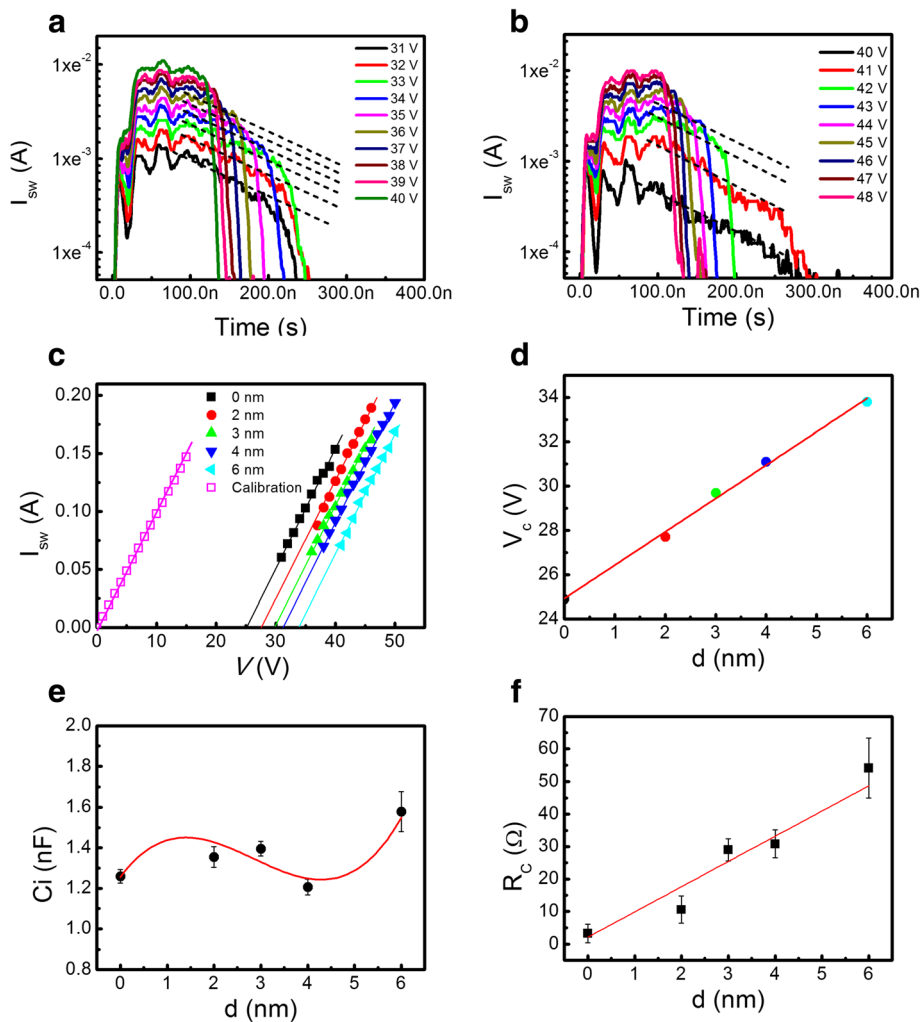 a
1xe⁻²
1xe⁻³
1xe⁻⁴
I_sw (A)
0.0 100.0n 200.0n 300.0n 400.0n
Time (s)
31 V
32 V
33 V
34 V
35 V
36 V
37 V
38 V
39 V
40 V
b
1xe⁻²
1xe⁻³
1xe⁻⁴
I_sw (A)
0.0 100.0n 200.0n 300.0n 400.0n
Time (s)
40 V
41 V
42 V
43 V
44 V
45 V
46 V
47 V
48 V
c
0.20
0.15
0.10
0.05
0.00
I_sw (A)
0 10 20 30 40 50
V (V)
0 nm
2 nm
3 nm
4 nm
6 nm
Calibration
d
34
32
30
28
26
24
V_c (V)
0 1 2 3 4 5 6
d (nm)
e
2.0
1.8
1.6
1.4
1.2
1.0
0.8
Ci (nF)
0 1 2 3 4 5 6
d (nm)
f
70
60
50
40
30
20
10
0
R_C (Ω)
0 1 2 3 4 5 6
d (nm)